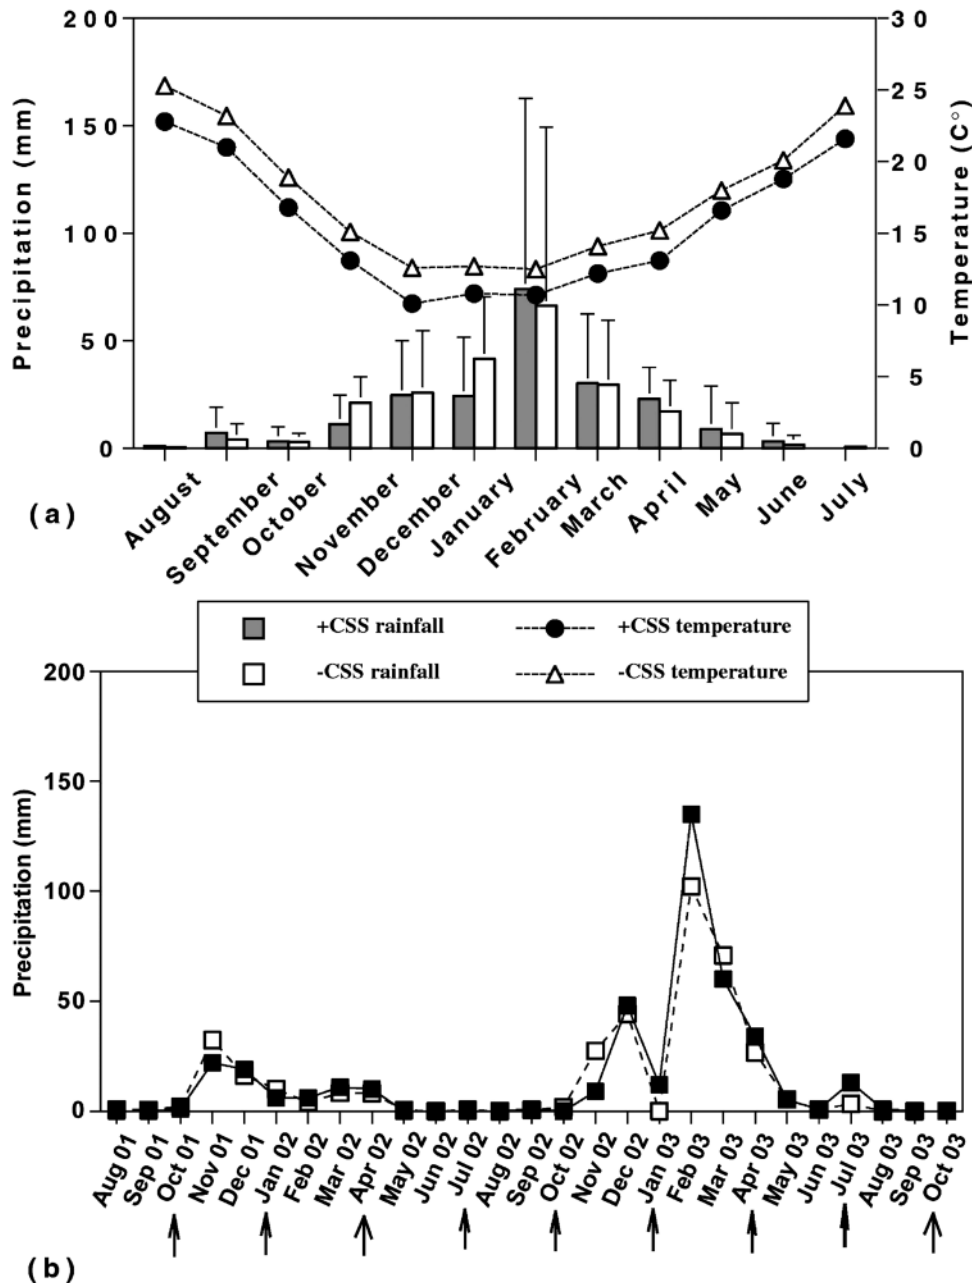 200
150
100
50
0
Precipitation (mm)
30
25
20
15
10
5
0
Temperature (C°)
August
September
October
November
December
January
February
March
April
May
June
July
(a)
+CSS rainfall
+CSS temperature
-CSS rainfall
-CSS temperature
200
150
100
50
0
Precipitation (mm)
Aug 01
Sep 01
Oct 01
Nov 01
Dec 01
Jan 02
Feb 02
Mar 02
Apr 02
May 02
Jun 02
Jul 02
Aug 02
Sep 02
Oct 02
Nov 02
Dec 02
Jan 03
Feb 03
Mar 03
Apr 03
May 03
Jun 03
Jul 03
Aug 03
Sep 03
Oct 03
(b)